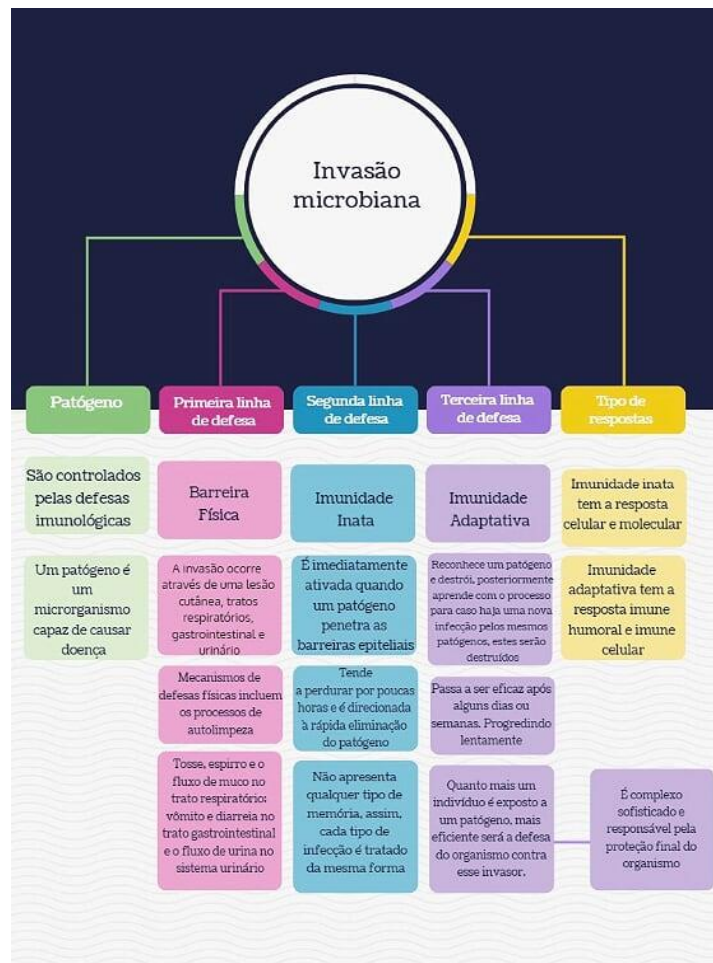 Invasão
microbiana
Patógeno
São controlados
pelas defesas
imunológicas
Um patógeno é
um
microrganismo
capaz de causar
doença
Primeira linha
de defesa
Barreira
Física
A invasão ocorre
através de uma lesão
cutânea, tratos
respiratórios,
gastrointestinal e
urinário
Mecanismos de
defesas físicas incluem
os processos de
autolimpeza
Tosse, espirro e o
fluxo de muco no
trato respiratório;
vômito e diarreia no
trato gastrointestinal
e o fluxo de urina no
sistema urinário
Segunda linha
de defesa
Imunidade
Inata
É imediatamente
ativada quando
um patógeno
penetra as
barreiras epiteliais
Tende
a perdurar por poucas
horas e é direcionada
à rápida eliminação
do patógeno
Não apresenta
qualquer tipo de
memória, assim,
cada tipo de
infecção é tratado
da mesma forma
Terceira linha
de defesa
Imunidade
Adaptativa
Reconhece um patógeno
e destrói, posteriormente
aprende com o processo
para caso haja uma nova
infecção pelos mesmos
patógenos, estes serão
destruídos
Passa a ser eficaz após
alguns dias ou
semanas. Progredindo
lentamente
Quanto mais um
indivíduo é exposto a
um patógeno, mais
eficiente será a defesa
do organismo contra
esse invasor.
É complexo
sofisticado e
responsável pela
proteção final do
organismo
Tipo de
respostas
Imunidade inata
tem a resposta
celular e molecular
Imunidade
adaptativa tem a
resposta imune
humoral e imune
celular